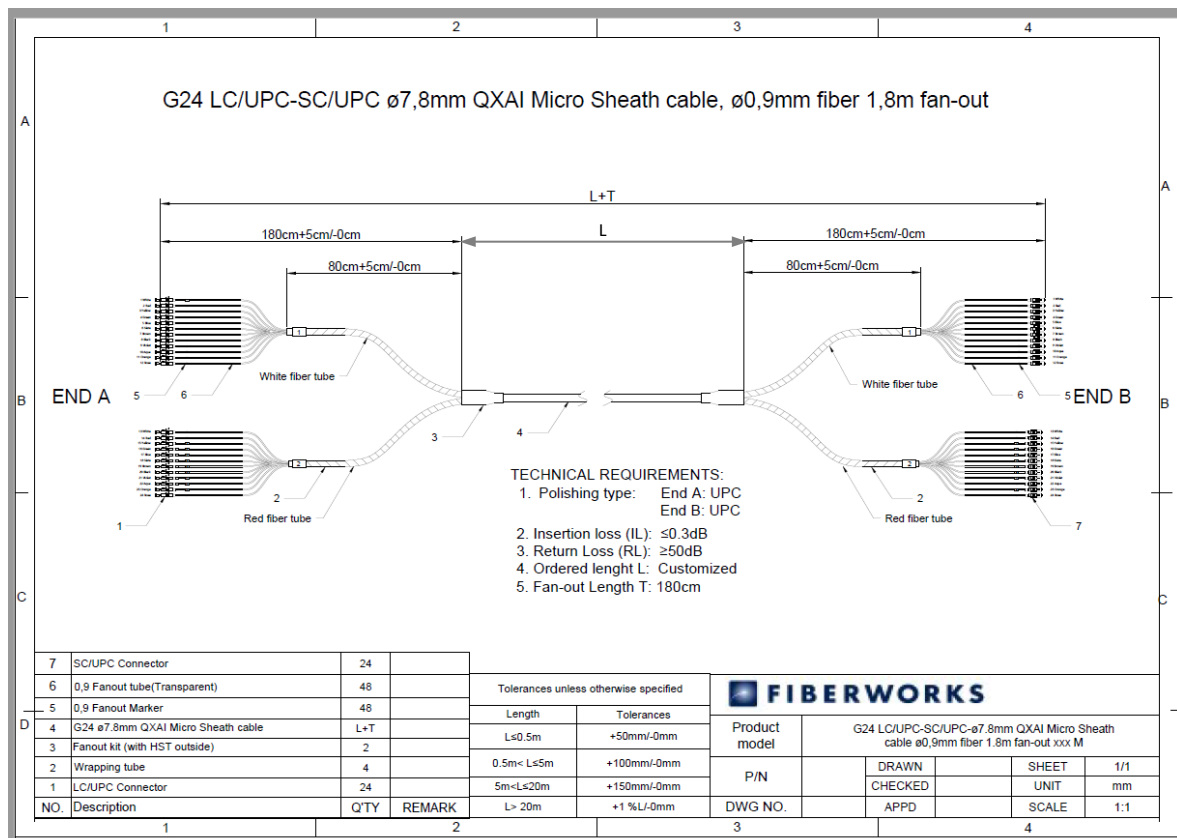 1 2 3 4
A
A
G24 LC/UPC-SC/UPC ø7,8mm QXAI Micro Sheath cable, ø0,9mm fiber 1,8m fan-out
L+T
180cm+5cm/-0cm
L
180cm+5cm/-0cm
80cm+5cm/-0cm
80cm+5cm/-0cm
1
1
White fiber tube
White fiber tube
B
END A
5
6
6
5
END B
B
3
4
2
2
2
2
1
7
Red fiber tube
Red fiber tube
TECHNICAL REQUIREMENTS:
1. Polishing type: End A: UPC
End B: UPC
2. Insertion loss (IL): ≤0.3dB
3. Return Loss (RL): ≥50dB
4. Ordered lenght L: Customized
5. Fan-out Length T: 180cm
C
C
D
7 SC/UPC Connector 24
6 0,9 Fanout tube(Transparent) 48
5 0,9 Fanout Marker 48
4 G24 ø7.8mm QXAI Micro Sheath cable L+T
3 Fanout kit (with HST outside) 2
2 Wrapping tube 4
1 LC/UPC Connector 24
NO. Description Q'TY REMARK
Tolerances unless otherwise specified
Length Tolerances
L≤0.5m +50mm/-0mm
0.5m< L≤5m +100mm/-0mm
5m<L≤20m +150mm/-0mm
L> 20m +1 %L/-0mm
FIBERWORKS
Product model
G24 LC/UPC-SC/UPC-ø7.8mm QXAI Micro Sheath
cable ø0,9mm fiber 1.8m fan-out xxx M
P/N DRAWN SHEET 1/1
CHECKED UNIT mm
DWG NO. APPD SCALE 1:1
1 2 3 4